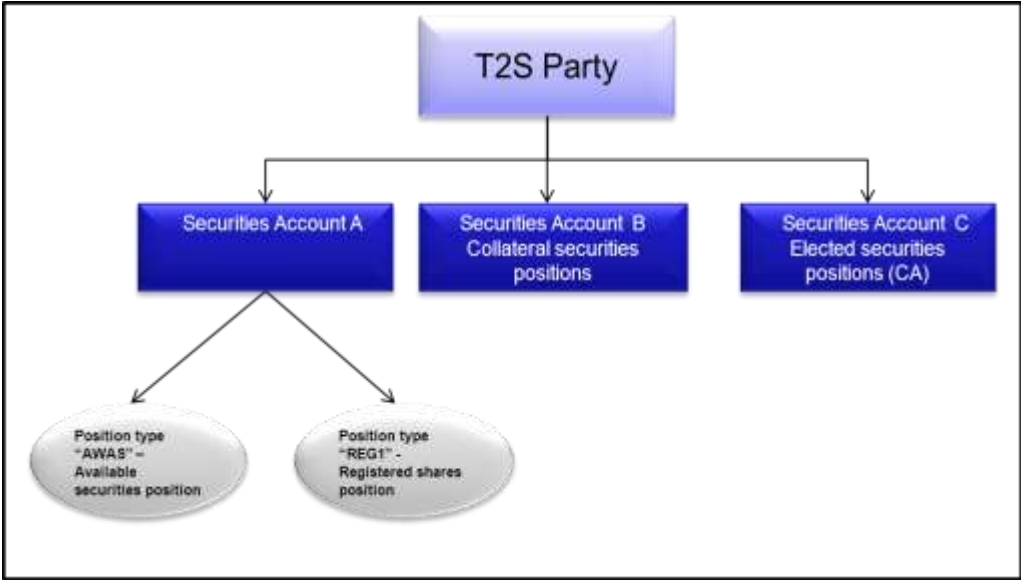 T2S Party
Securities Account A
Securities Account B
Collateral securities
positions
Securities Account C
Elected securities
positions (CA)
Position type
"AWAS" –
Available
securities position
Position type
"REG1" -
Registered shares
position